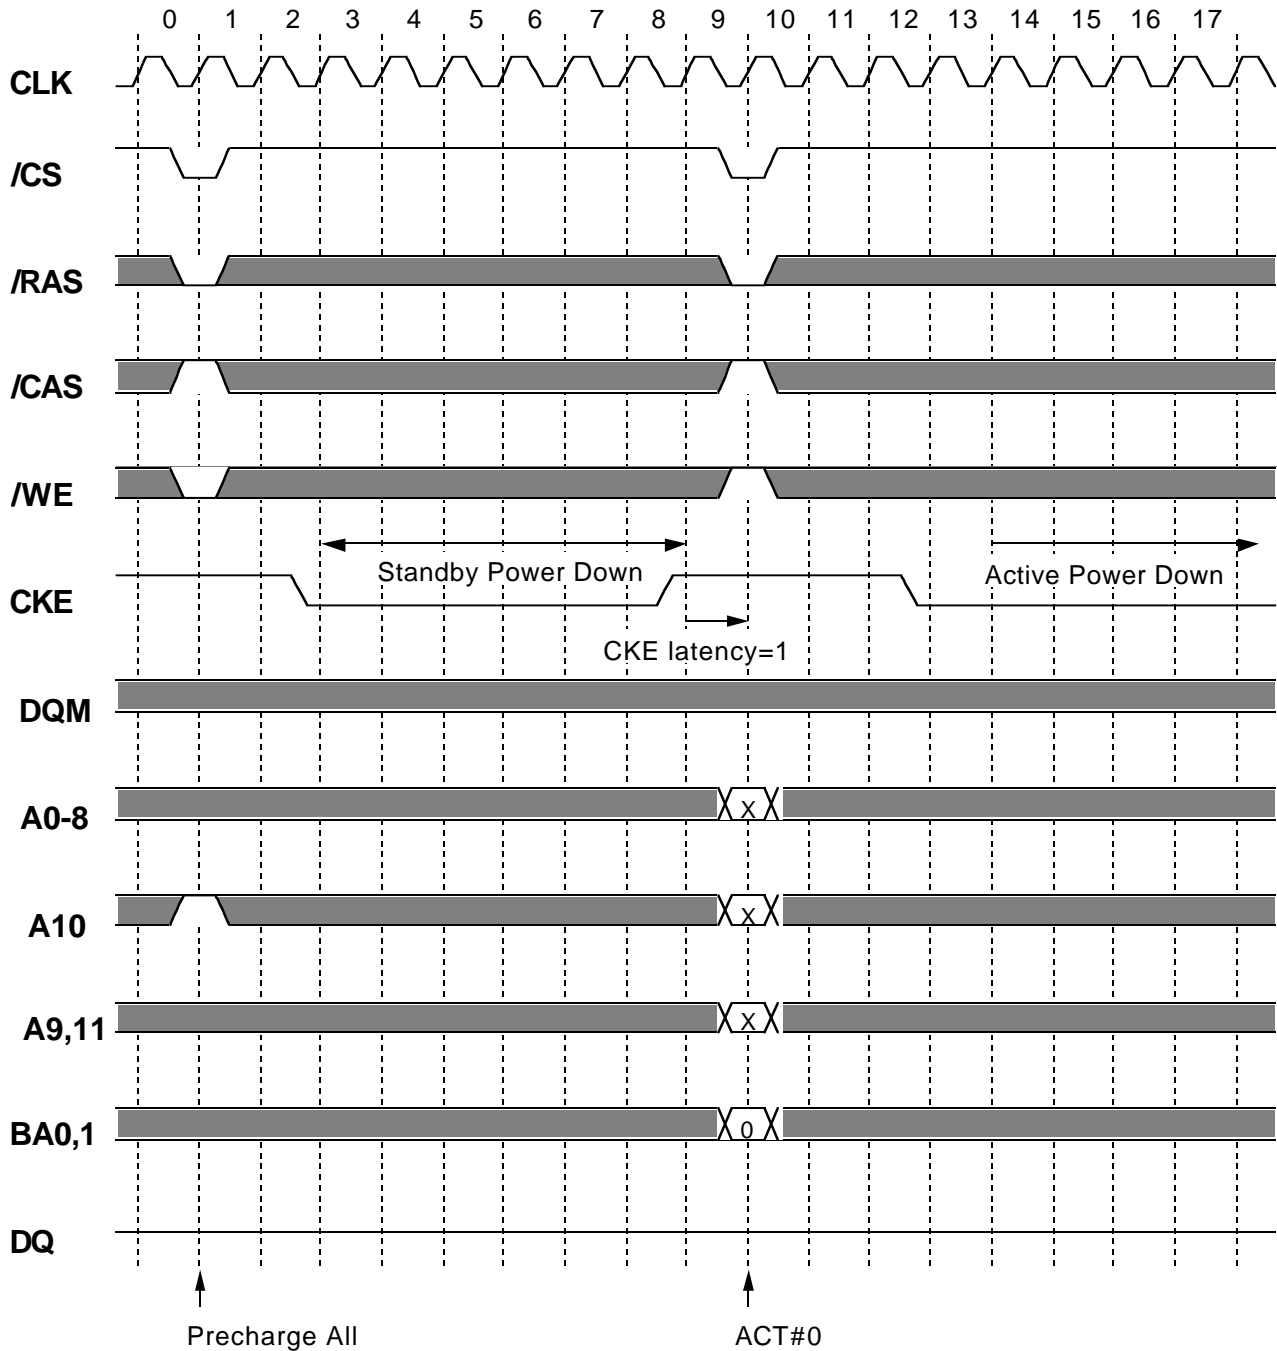 0 1 2 3 4 5 6 7 8 9 10 11 12 13 14 15 16 17
CLK
/CS
/RAS
/CAS
/WE
Standby Power Down
Active Power Down
CKE
CKE latency=1
DQM
A0-8
X
A10
X
A9,11
X
BA0,1
0
DQ
Precharge All
ACT#0